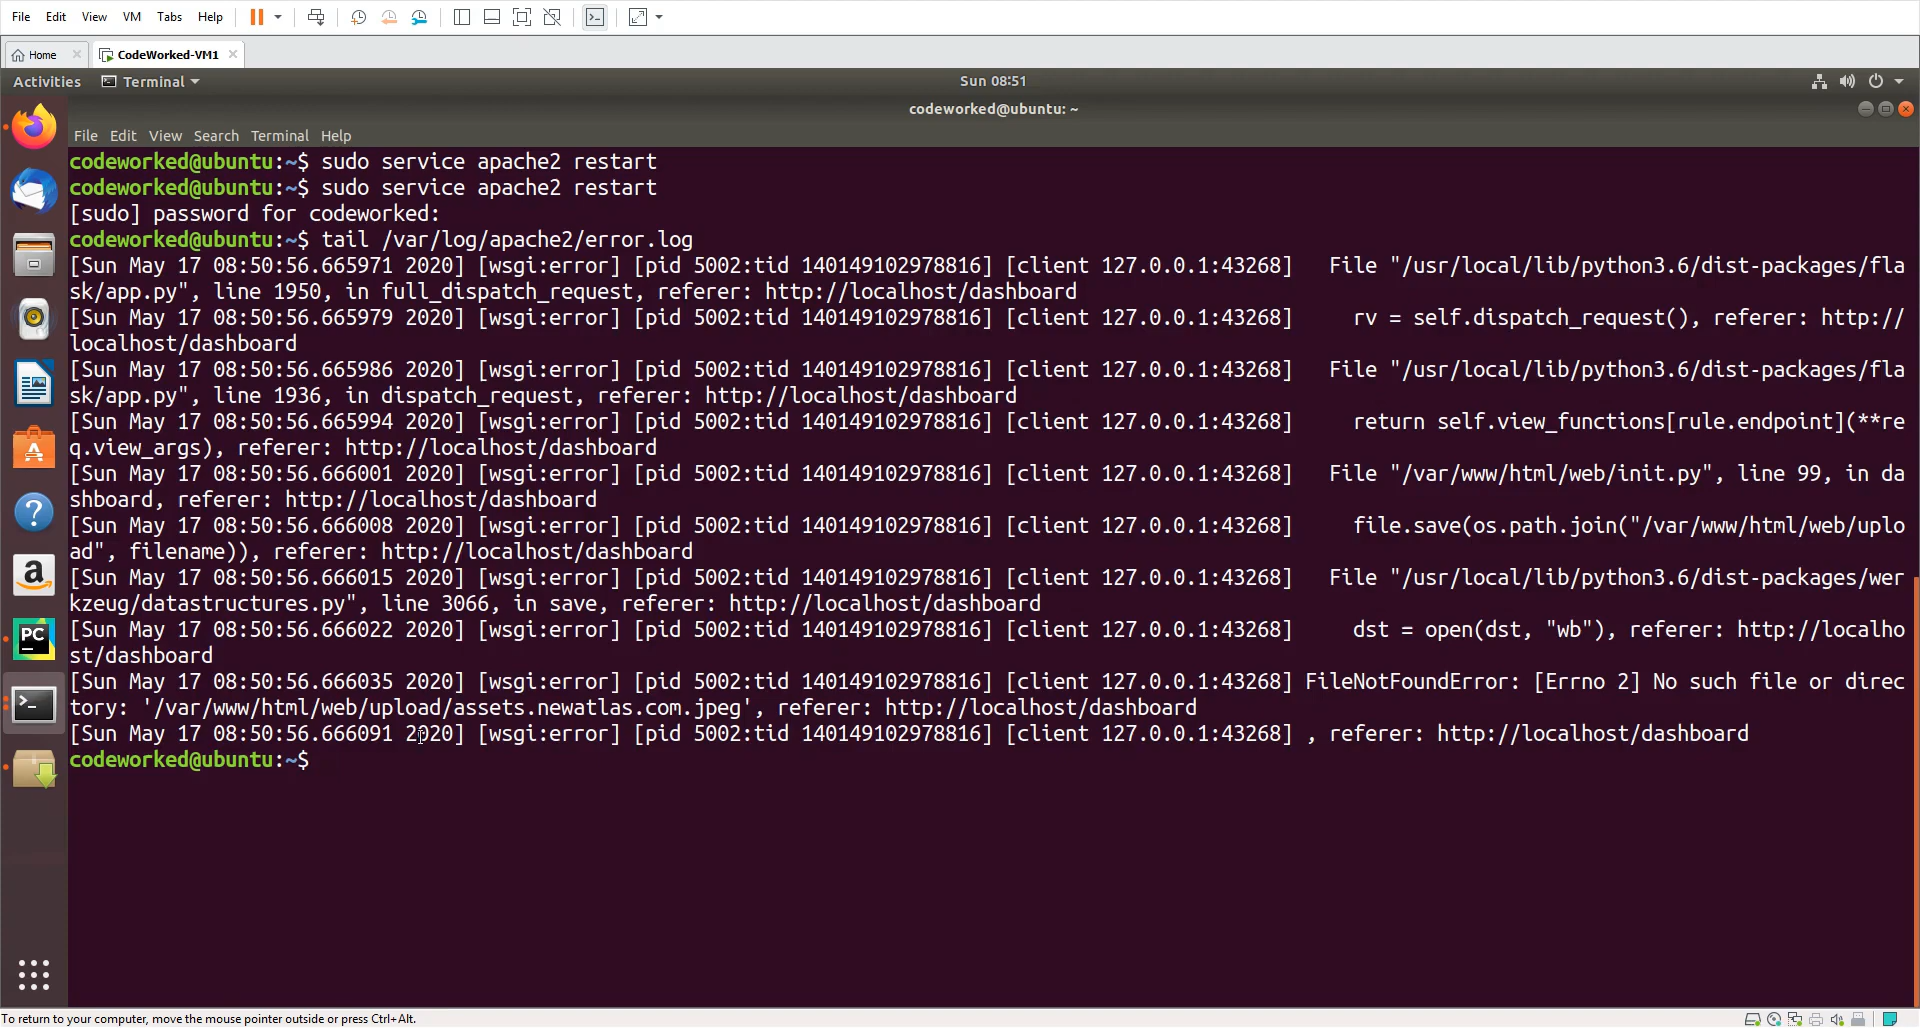 File Edit View VM Tabs Help
Home CodeWorked-VM1
Activities Terminal Sun 08:51
codeworked@ubuntu: ~
File Edit View Search Terminal Help
codeworked@ubuntu:~$ sudo service apache2 restart
codeworked@ubuntu:~$ sudo service apache2 restart
[sudo] password for codeworked:
codeworked@ubuntu:~$ tail /var/log/apache2/error.log
[Sun May 17 08:50:56.665971 2020] [wsgi:error] [pid 5002:tid 140149102978816] [client 127.0.0.1:43268]   File "/usr/local/lib/python3.6/dist-packages/fla
sk/app.py", line 1950, in full_dispatch_request, referer: http://localhost/dashboard
[Sun May 17 08:50:56.665979 2020] [wsgi:error] [pid 5002:tid 140149102978816] [client 127.0.0.1:43268]     rv = self.dispatch_request(), referer: http://
localhost/dashboard
[Sun May 17 08:50:56.665986 2020] [wsgi:error] [pid 5002:tid 140149102978816] [client 127.0.0.1:43268]   File "/usr/local/lib/python3.6/dist-packages/fla
sk/app.py", line 1936, in dispatch_request, referer: http://localhost/dashboard
[Sun May 17 08:50:56.665994 2020] [wsgi:error] [pid 5002:tid 140149102978816] [client 127.0.0.1:43268]     return self.view_functions[rule.endpoint](**re
q.view_args), referer: http://localhost/dashboard
[Sun May 17 08:50:56.666001 2020] [wsgi:error] [pid 5002:tid 140149102978816] [client 127.0.0.1:43268]   File "/var/www/html/web/init.py", line 99, in da
shboard, referer: http://localhost/dashboard
[Sun May 17 08:50:56.666008 2020] [wsgi:error] [pid 5002:tid 140149102978816] [client 127.0.0.1:43268]     file.save(os.path.join("/var/www/html/web/uplo
ad", filename)), referer: http://localhost/dashboard
[Sun May 17 08:50:56.666015 2020] [wsgi:error] [pid 5002:tid 140149102978816] [client 127.0.0.1:43268]   File "/usr/local/lib/python3.6/dist-packages/wer
kzeug/datastructures.py", line 3066, in save, referer: http://localhost/dashboard
[Sun May 17 08:50:56.666022 2020] [wsgi:error] [pid 5002:tid 140149102978816] [client 127.0.0.1:43268]     dst = open(dst, "wb"), referer: http://localho
st/dashboard
[Sun May 17 08:50:56.666035 2020] [wsgi:error] [pid 5002:tid 140149102978816] [client 127.0.0.1:43268] FileNotFoundError: [Errno 2] No such file or direc
tory: '/var/www/html/web/upload/assets.newatlas.com.jpeg', referer: http://localhost/dashboard
[Sun May 17 08:50:56.666091 2020] [wsgi:error] [pid 5002:tid 140149102978816] [client 127.0.0.1:43268] , referer: http://localhost/dashboard
codeworked@ubuntu:~$
PC
To return to your computer, move the mouse pointer outside or press Ctrl+Alt.